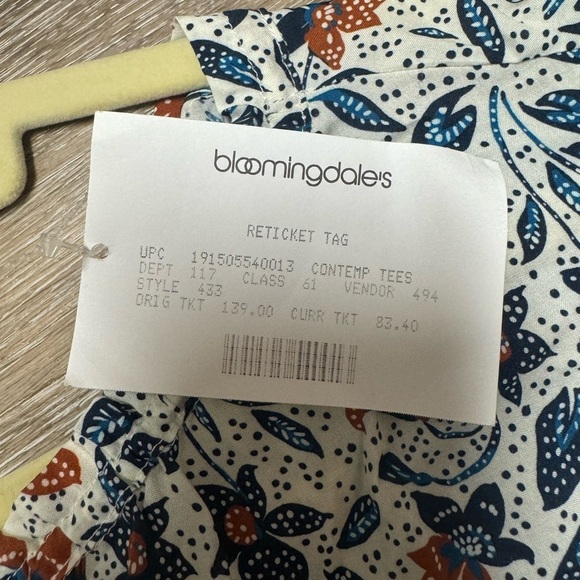 bloomingdale's
RETICKET TAG
UPC 191505540013 CONTEMP TEES
DEPT 117 CLASS 61 VENDOR 494
STYLE 433
ORIG TKT 139.00 CURR TKT 83.40